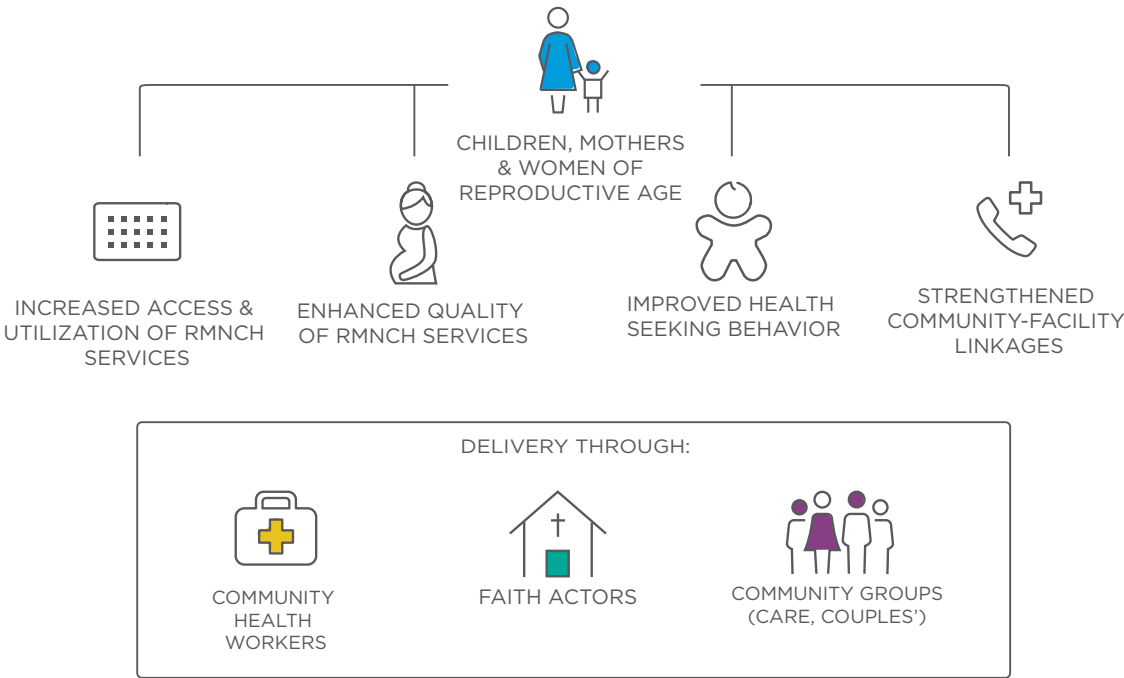 CHILDREN, MOTHERS
& WOMEN OF
REPRODUCTIVE AGE
INCREASED ACCESS &
UTILIZATION OF RMNCH
SERVICES
ENHANCED QUALITY
OF RMNCH SERVICES
IMPROVED HEALTH
SEEKING BEHAVIOR
STRENGTHENED
COMMUNITY-FACILITY
LINKAGES
DELIVERY THROUGH:
COMMUNITY
HEALTH
WORKERS
FAITH ACTORS
COMMUNITY GROUPS
(CARE, COUPLES’)